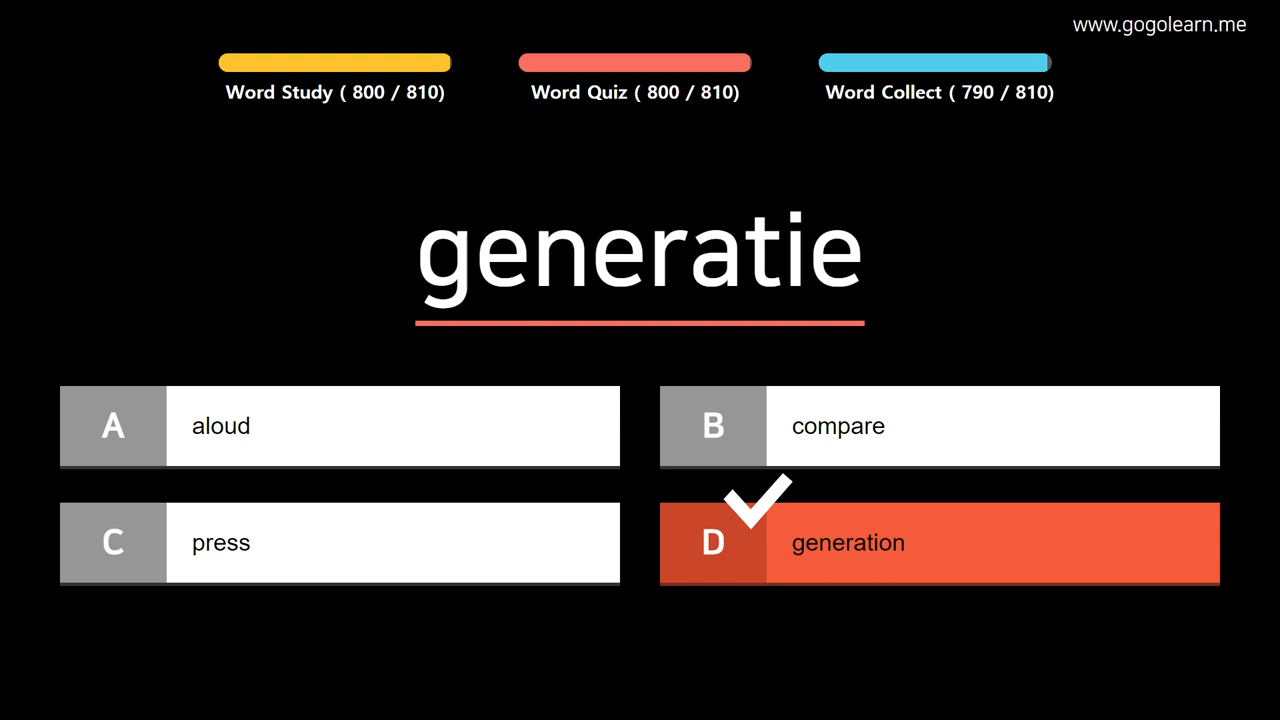 www.gogolearn.me
Word Study ( 800 / 810)
Word Quiz ( 800 / 810)
Word Collect ( 790 / 810)
generatie
A aloud
B compare
C press
D generation